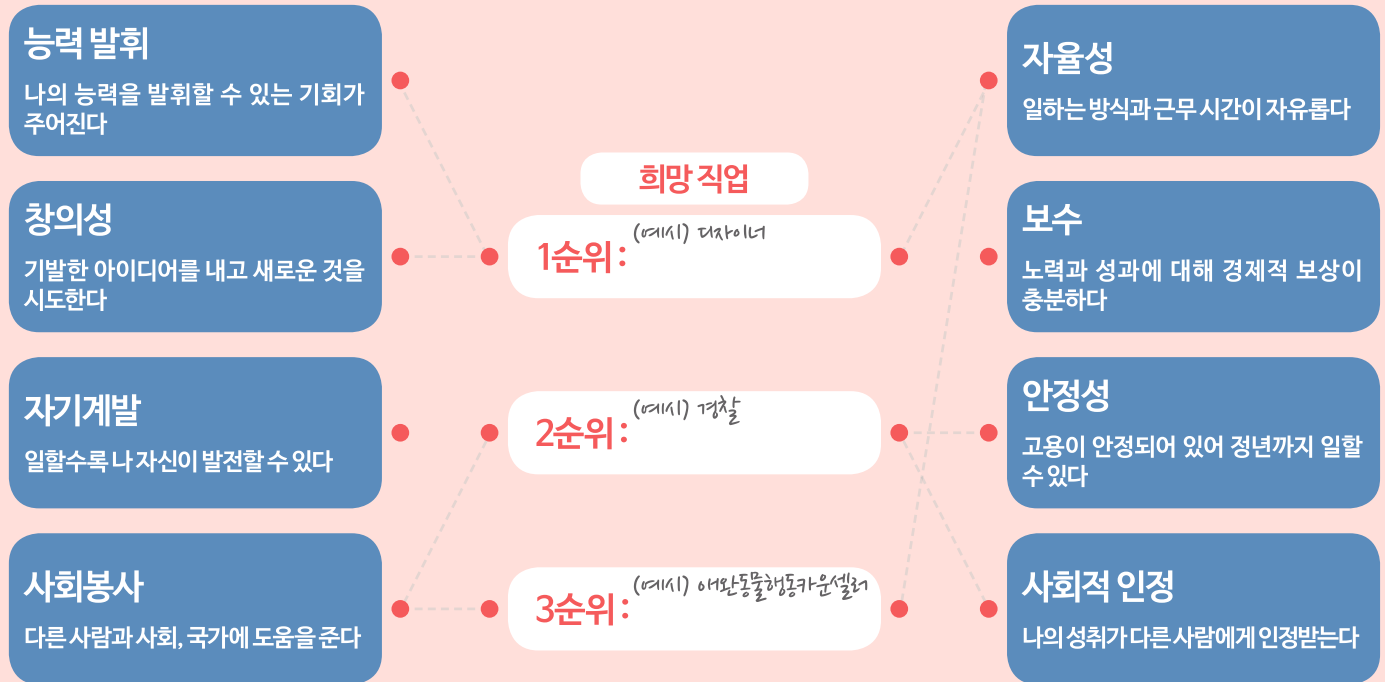 능력 발휘
나의 능력을 발휘할 수 있는 기회가
주어진다
창의성
기발한 아이디어를 내고 새로운 것을
시도한다
자기계발
일할수록 나 자신이 발전할 수 있다
사회봉사
다른 사람과 사회, 국가에 도움을 준다
희망 직업
1순위 : (예시) 디자이너
2순위 : (예시) 경찰
3순위 : (예시) 애완동물행동카운셀러
자율성
일하는 방식과 근무 시간이 자유롭다
보수
노력과 성과에 대해 경제적 보상이
충분하다
안정성
고용이 안정되어 있어 정년까지 일할
수 있다
사회적 인정
나의 성취가 다른 사람에게 인정받는다